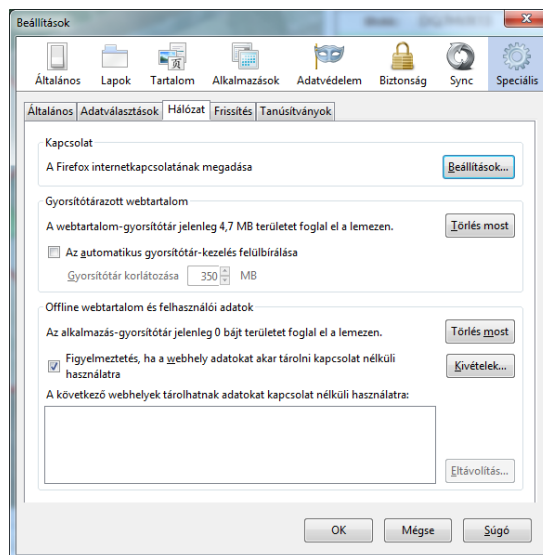 Beállítások
Általános Lapok Tartalom Alkalmazások Adatvédelem Biztonság Sync Speciális
Általános Adatválasztások Hálózat Frissítés Tanúsítványok
Kapcsolat
A Firefox internetkapcsolatának megadása Beállítások...
Gyorsítótárazott webtartalom
A webtartalom-gyorsítótár jelenleg 4,7 MB területet foglal el a lemezen. Törlés most
Az automatikus gyorsítótár-kezelés felülbírálása
Gyorsítótár korlátozása 350 MB
Offline webtartalom és felhasználói adatok
Az alkalmazás-gyorsítótár jelenleg 0 bájt területet foglal el a lemezen. Törlés most
Figyelmeztetés, ha a webhely adatokat akar tárolni kapcsolat nélküli
használatra Kivételek...
A következő webhelyek tárolhatnak adatokat kapcsolat nélküli használatra:
Eltávolítás...
OK Mégse Súgó